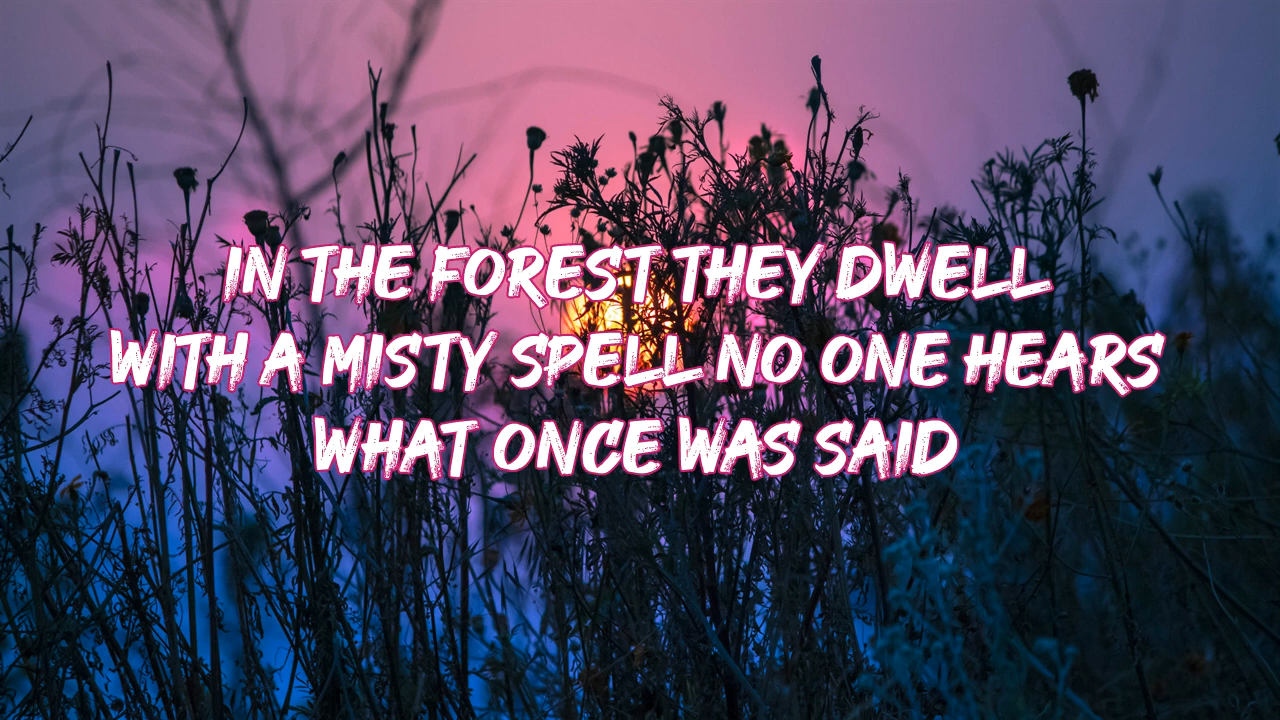 IN THE FOREST THEY DWELL
WITH A MISTY SPELL NO ONE HEARS
WHAT ONCE WAS SAID